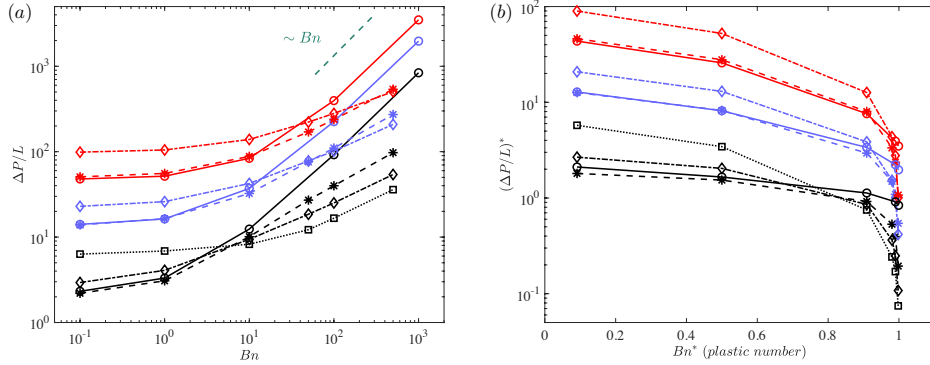 (a)
ΔP/L
10^3
10^2
10^1
10^0
∼ Bn
10^-1 10^0 10^1 10^2 10^3
Bn
(b)
(ΔP/L)*
10^2
10^1
10^0
10^-1
0 0.2 0.4 0.6 0.8 1
Bn* (plastic number)